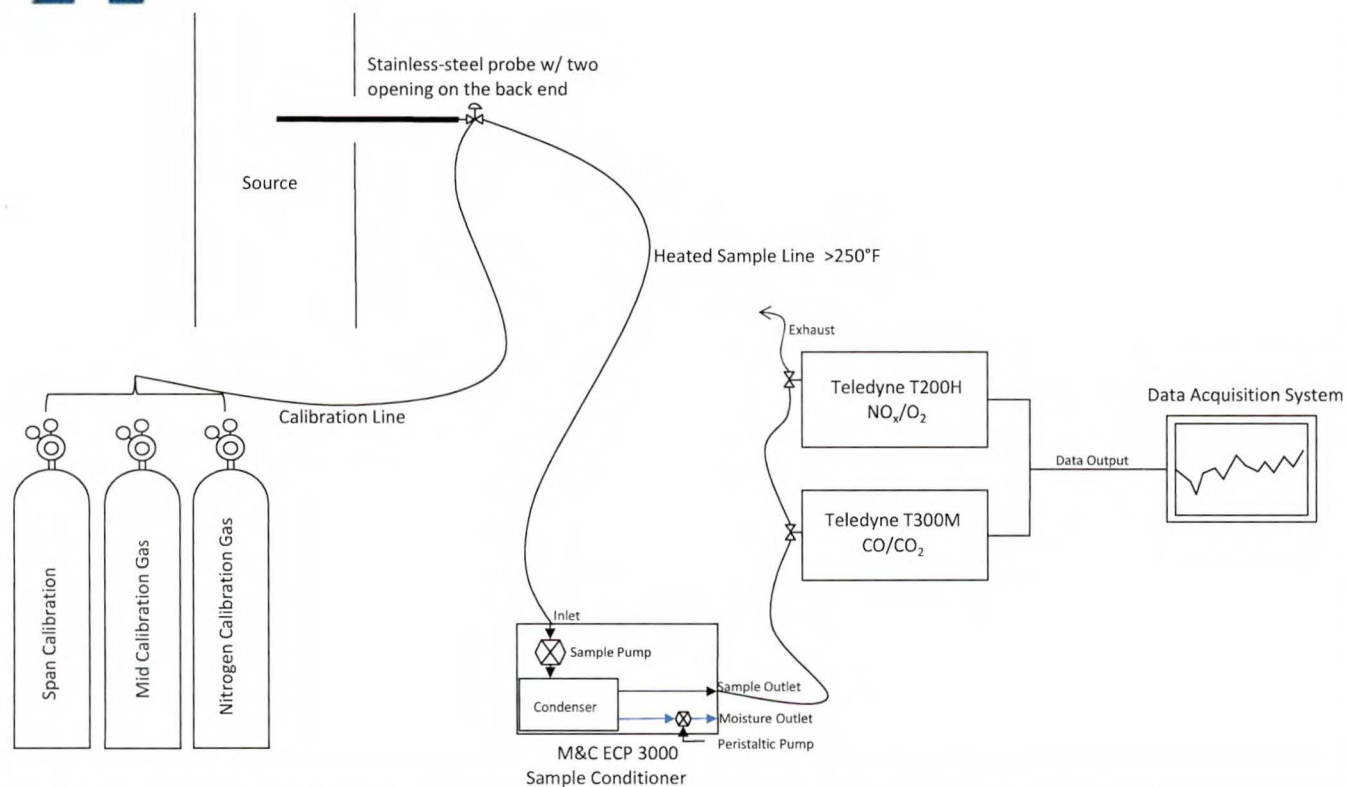 Stainless-steel probe w/ two
opening on the back end
Source
Heated Sample Line >250°F
Exhaust
Teledyne T200H
NOₓ/O₂
Data Acquisition System
Calibration Line
Data Output
Teledyne T300M
CO/CO₂
Span Calibration
Mid Calibration Gas
Nitrogen Calibration Gas
Inlet
Sample Pump
Condenser
Sample Outlet
Moisture Outlet
Peristaltic Pump
M&C ECP 3000
Sample Conditioner